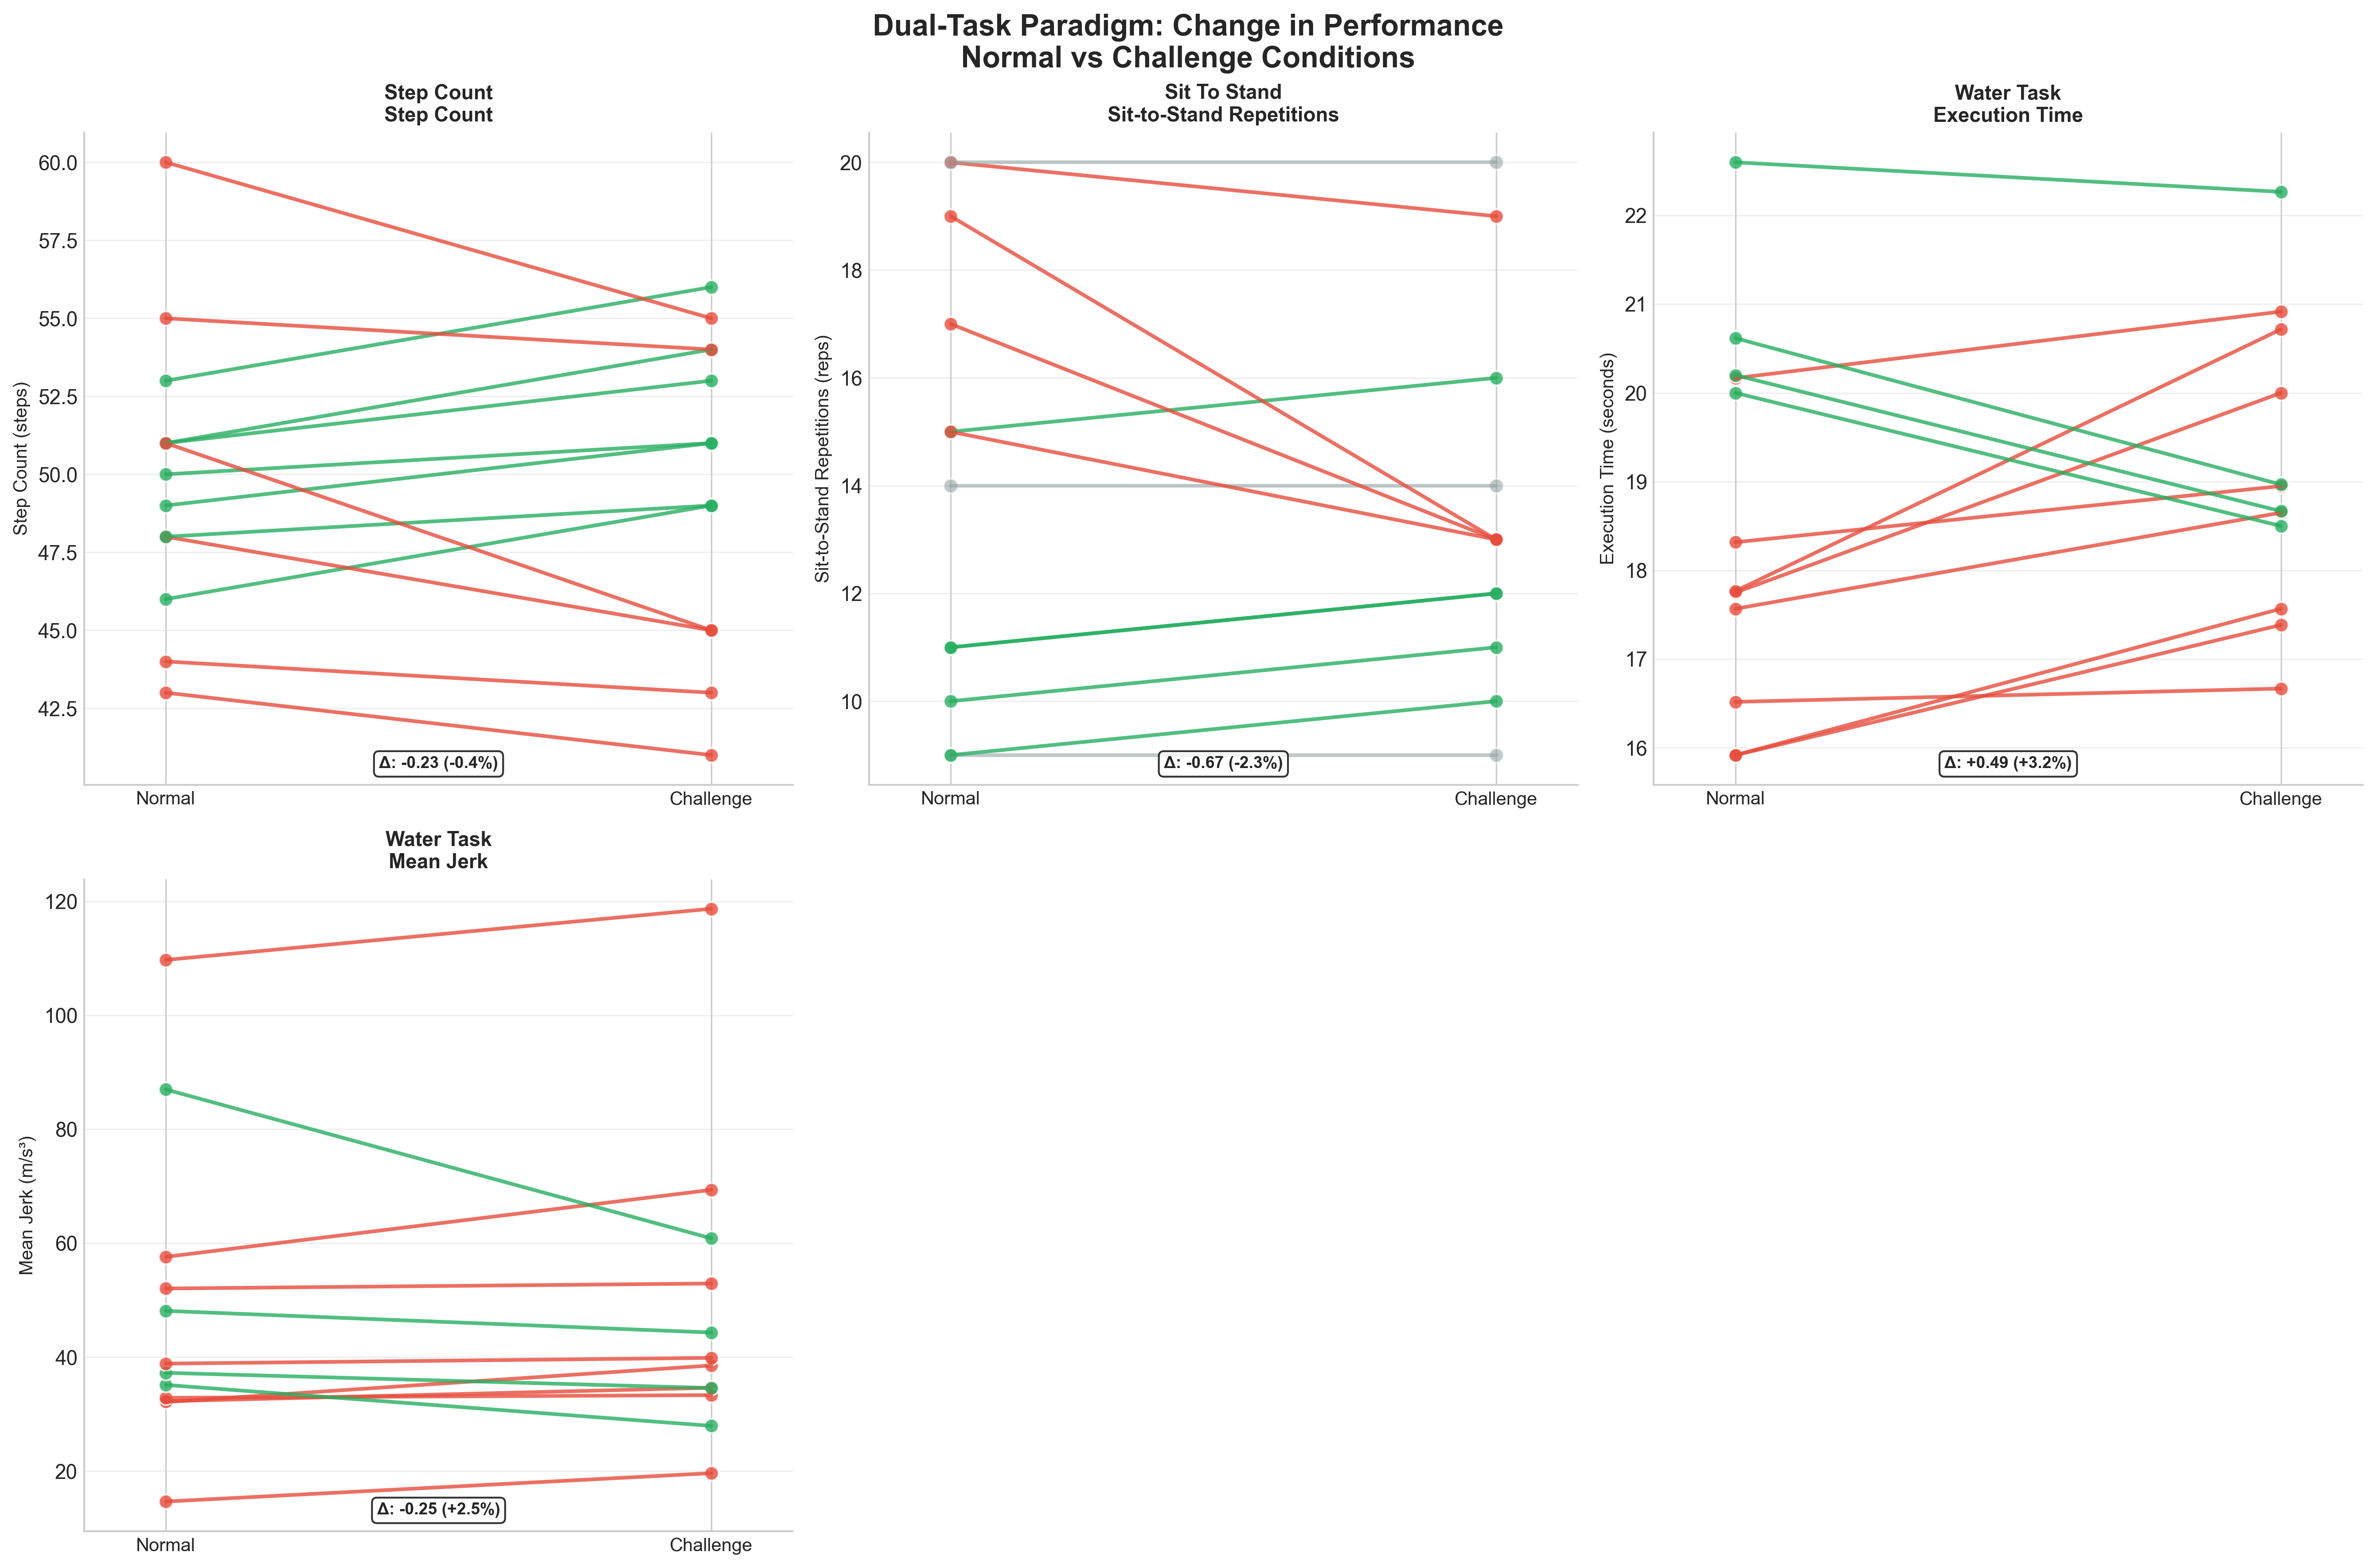 Dual-Task Paradigm: Change in Performance
Normal vs Challenge Conditions
Step Count
Step Count
Step Count (steps)
60.0
57.5
55.0
52.5
50.0
47.5
45.0
42.5
Δ: -0.23 (-0.4%)
Normal
Challenge
Sit To Stand
Sit-to-Stand Repetitions
Sit-to-Stand Repetitions (reps)
20
18
16
14
12
10
Δ: -0.67 (-2.3%)
Normal
Challenge
Water Task
Execution Time
Execution Time (seconds)
22
21
20
19
18
17
16
Δ: +0.49 (+3.2%)
Normal
Challenge
Water Task
Mean Jerk
Mean Jerk (m/s³)
120
100
80
60
40
20
Δ: -0.25 (+2.5%)
Normal
Challenge